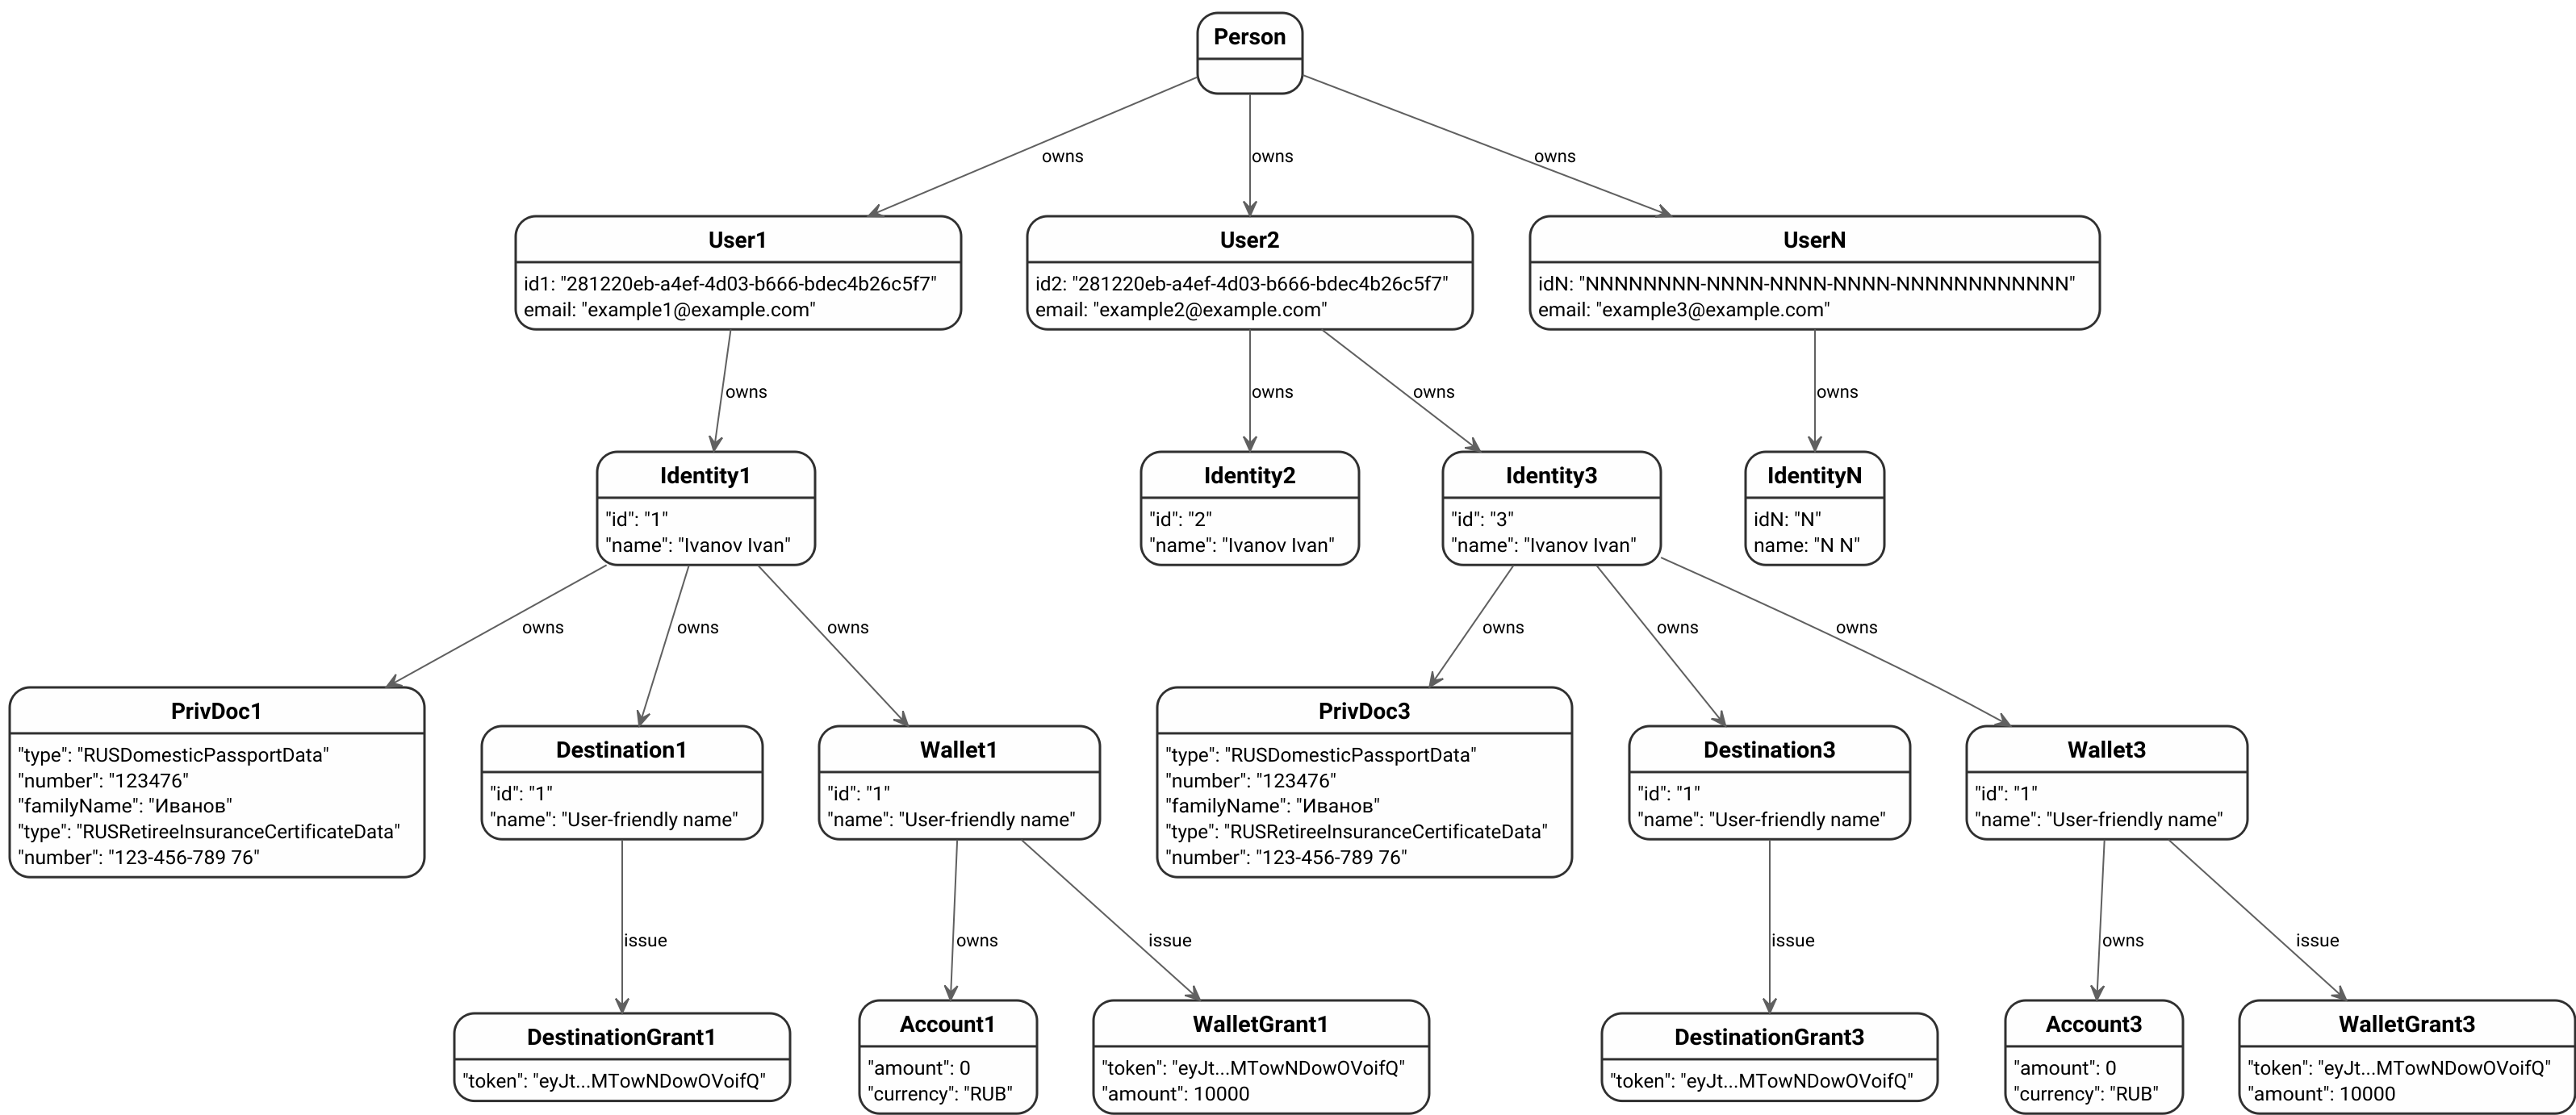 Person
owns
owns
owns
User1
id1: "281220eb-a4ef-4d03-b666-bdec4b26c5f7"
email: "example1@example.com"
User2
id2: "281220eb-a4ef-4d03-b666-bdec4b26c5f7"
email: "example2@example.com"
UserN
idN: "NNNNNNNN-NNNN-NNNN-NNNN-NNNNNNNNNNNN"
email: "example3@example.com"
owns
owns
owns
owns
Identity1
"id": "1"
"name": "Ivanov Ivan"
Identity2
"id": "2"
"name": "Ivanov Ivan"
Identity3
"id": "3"
"name": "Ivanov Ivan"
IdentityN
idN: "N"
name: "N N"
owns
owns
owns
owns
owns
owns
PrivDoc1
"type": "RUSDomesticPassportData"
"number": "123476"
"familyName": "Иванов"
"type": "RUSRetireeInsuranceCertificateData"
"number": "123-456-789 76"
Destination1
"id": "1"
"name": "User-friendly name"
Wallet1
"id": "1"
"name": "User-friendly name"
PrivDoc3
"type": "RUSDomesticPassportData"
"number": "123476"
"familyName": "Иванов"
"type": "RUSRetireeInsuranceCertificateData"
"number": "123-456-789 76"
Destination3
"id": "1"
"name": "User-friendly name"
Wallet3
"id": "1"
"name": "User-friendly name"
issue
owns
issue
issue
owns
issue
DestinationGrant1
"token": "eyJt...MTowNDowOVoifQ"
Account1
"amount": 0
"currency": "RUB"
WalletGrant1
"token": "eyJt...MTowNDowOVoifQ"
"amount": 10000
DestinationGrant3
"token": "eyJt...MTowNDowOVoifQ"
Account3
"amount": 0
"currency": "RUB"
WalletGrant3
"token": "eyJt...MTowNDowOVoifQ"
"amount": 10000